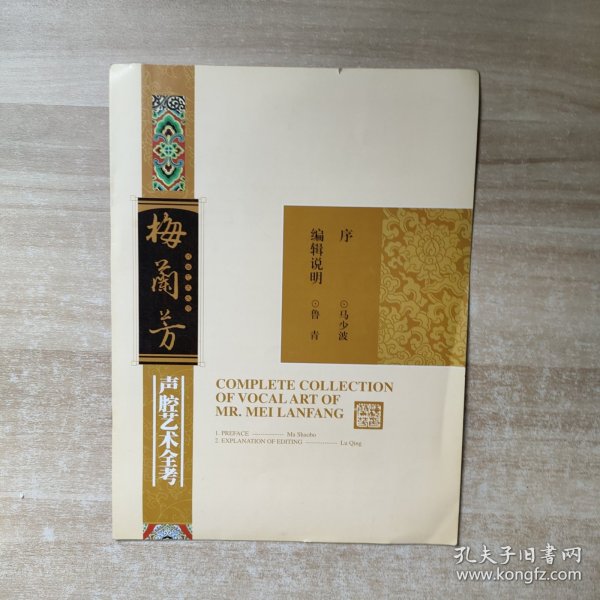 梅蘭芳
声腔艺术全考
序 ⊙马少波
编辑说明 ⊙鲁青
COMPLETE COLLECTION
OF VOCAL ART OF
MR. MEI LANFANG
1. PREFACE -------------- Ma Shaobo
2. EXPLANATION OF EDITING -------------- Lu Qing
孔夫子旧书网
www.kongfz.com